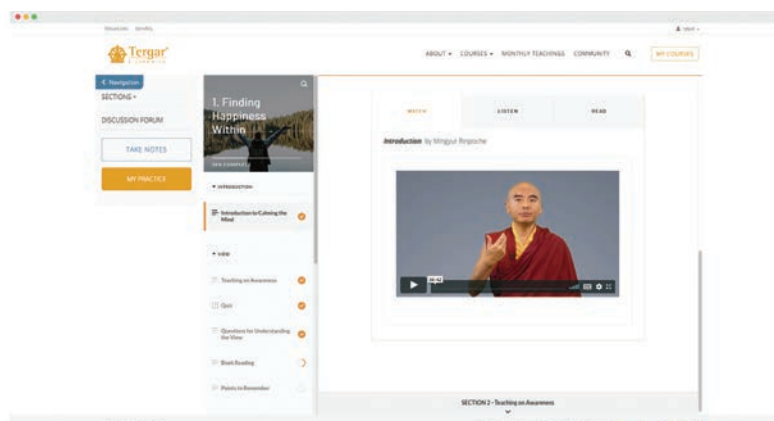 Tergar
ABOUT
COURSES
MONTHLY TEACHINGS
COMMUNITY
MY COURSES
Navigation
SECTIONS
DISCUSSION FORUM
TAKE NOTES
MY PRACTICE
1. Finding
Happiness
Within
INTRODUCTION
Introduction to Calming the
Mind
VIEW
Teaching on Awareness
Quiz
Questions for Understanding
the View
Book Reading
Points to Remember
WATCH
LISTEN
READ
Introduction by Mingyur Rinpoche
SECTION 2 - Teaching on Awareness